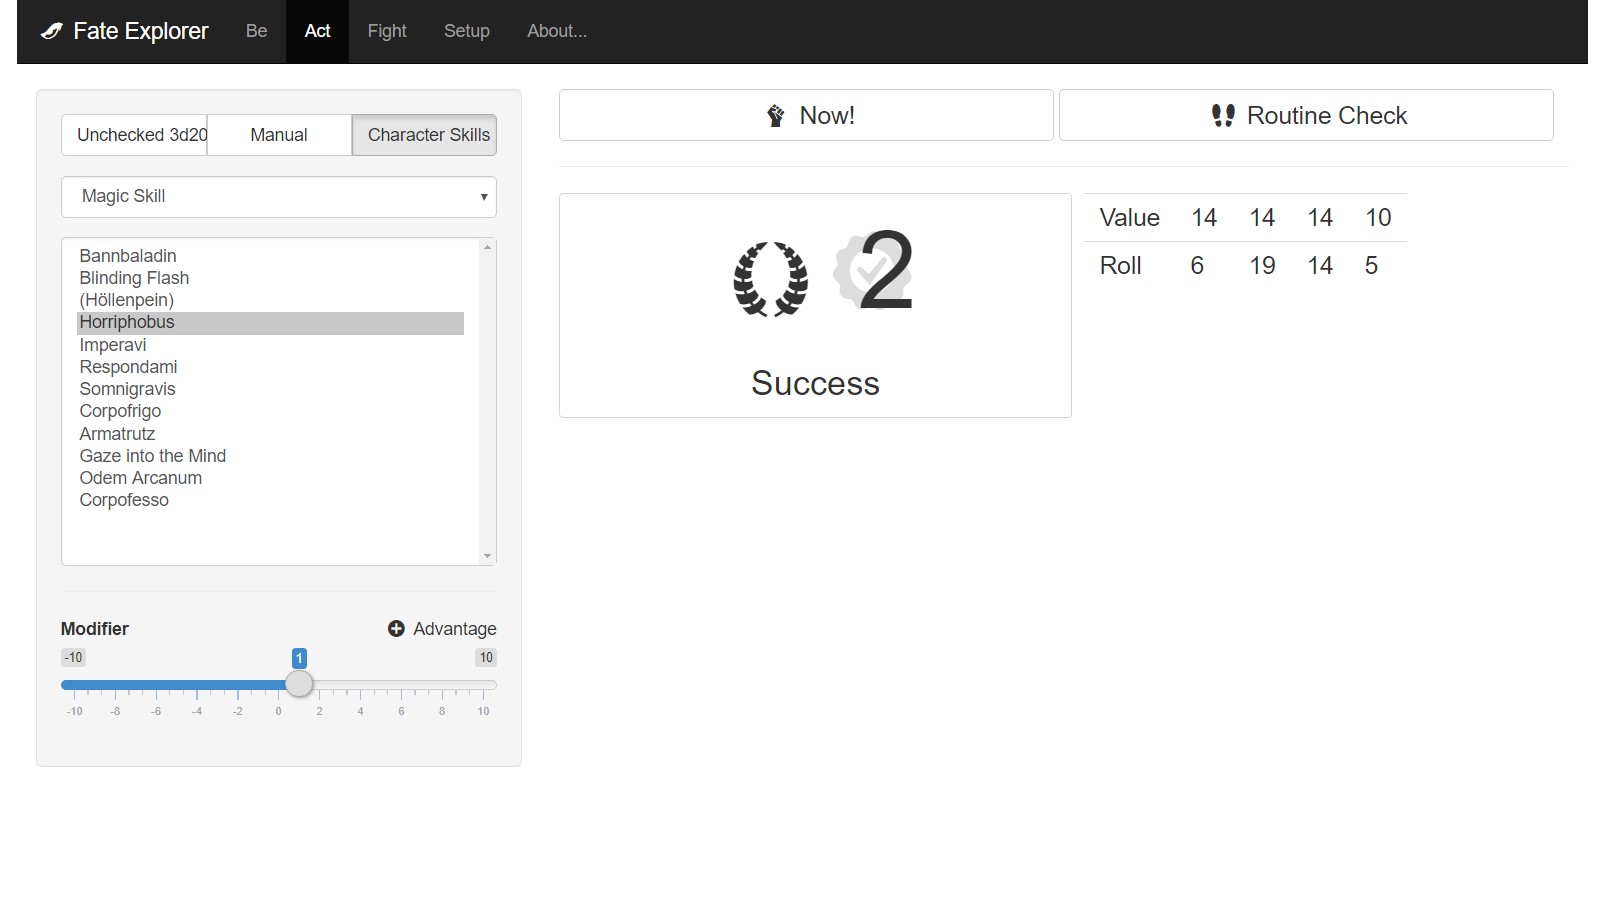 Fate Explorer Be Act Fight Setup About...
Unchecked 3d20 Manual Character Skills
Magic Skill
Bannbaladin
Blinding Flash
(Höllenpein)
Horriphobus
Imperavi
Respondami
Somnigravis
Corpofrigo
Armatrutz
Gaze into the Mind
Odem Arcanum
Corpofesso
Modifier Advantage
-10 1 10
-10 -8 -6 -4 -2 0 2 4 6 8 10
Now! Routine Check
2
Success
Value 14 14 14 10
Roll 6 19 14 5